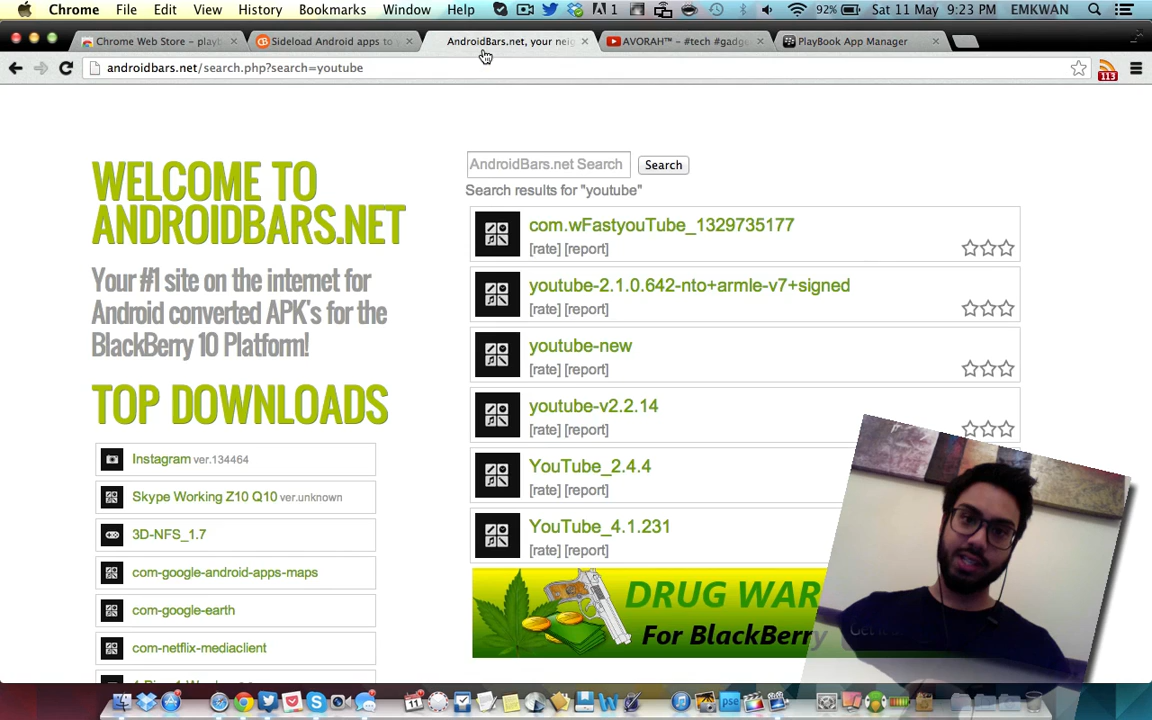 Chrome File Edit View History Bookmarks Window Help 1 92% Sat 11 May 9:23 PM EMKWAN
Chrome Web Store – playb
Sideload Android apps to y
AndroidBars.net, your neig
AVORAH™ – #tech #gadg
PlayBook App Manager
androidbars.net/search.php?search=youtube
113
WELCOME TO
ANDROIDBARS.NET
Your #1 site on the internet for
Android converted APK's for the
BlackBerry 10 Platform!
TOP DOWNLOADS
Instagram ver.134464
Skype Working Z10 Q10 ver.unknown
3D-NFS_1.7
com-google-android-apps-maps
com-google-earth
com-netflix-mediaclient
AndroidBars.net Search
Search
Search results for "youtube"
com.wFastyouTube_1329735177
[rate] [report]
youtube-2.1.0.642-nto+armle-v7+signed
[rate] [report]
youtube-new
[rate] [report]
youtube-v2.2.14
[rate] [report]
YouTube_2.4.4
[rate] [report]
YouTube_4.1.231
[rate] [report]
DRUG WAR
For BlackBerry